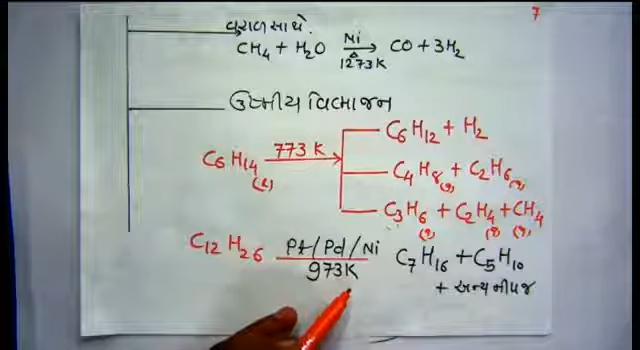 7
વરાળ સાથે.
CH₄ + H₂O Ni → Δ 1273K CO + 3H₂
ઉષ્મીય વિભાજન
C₆H₁₂ + H₂
C₆H₁₄(l) 773 K → C₄H₈(g) + C₂H₆(g)
C₃H₆(g) + C₂H₄(g) + CH₄(g)
C₁₂H₂₆ Pt/Pd/Ni 973K C₇H₁₆ + C₅H₁₀
+ અન્ય નીપજ